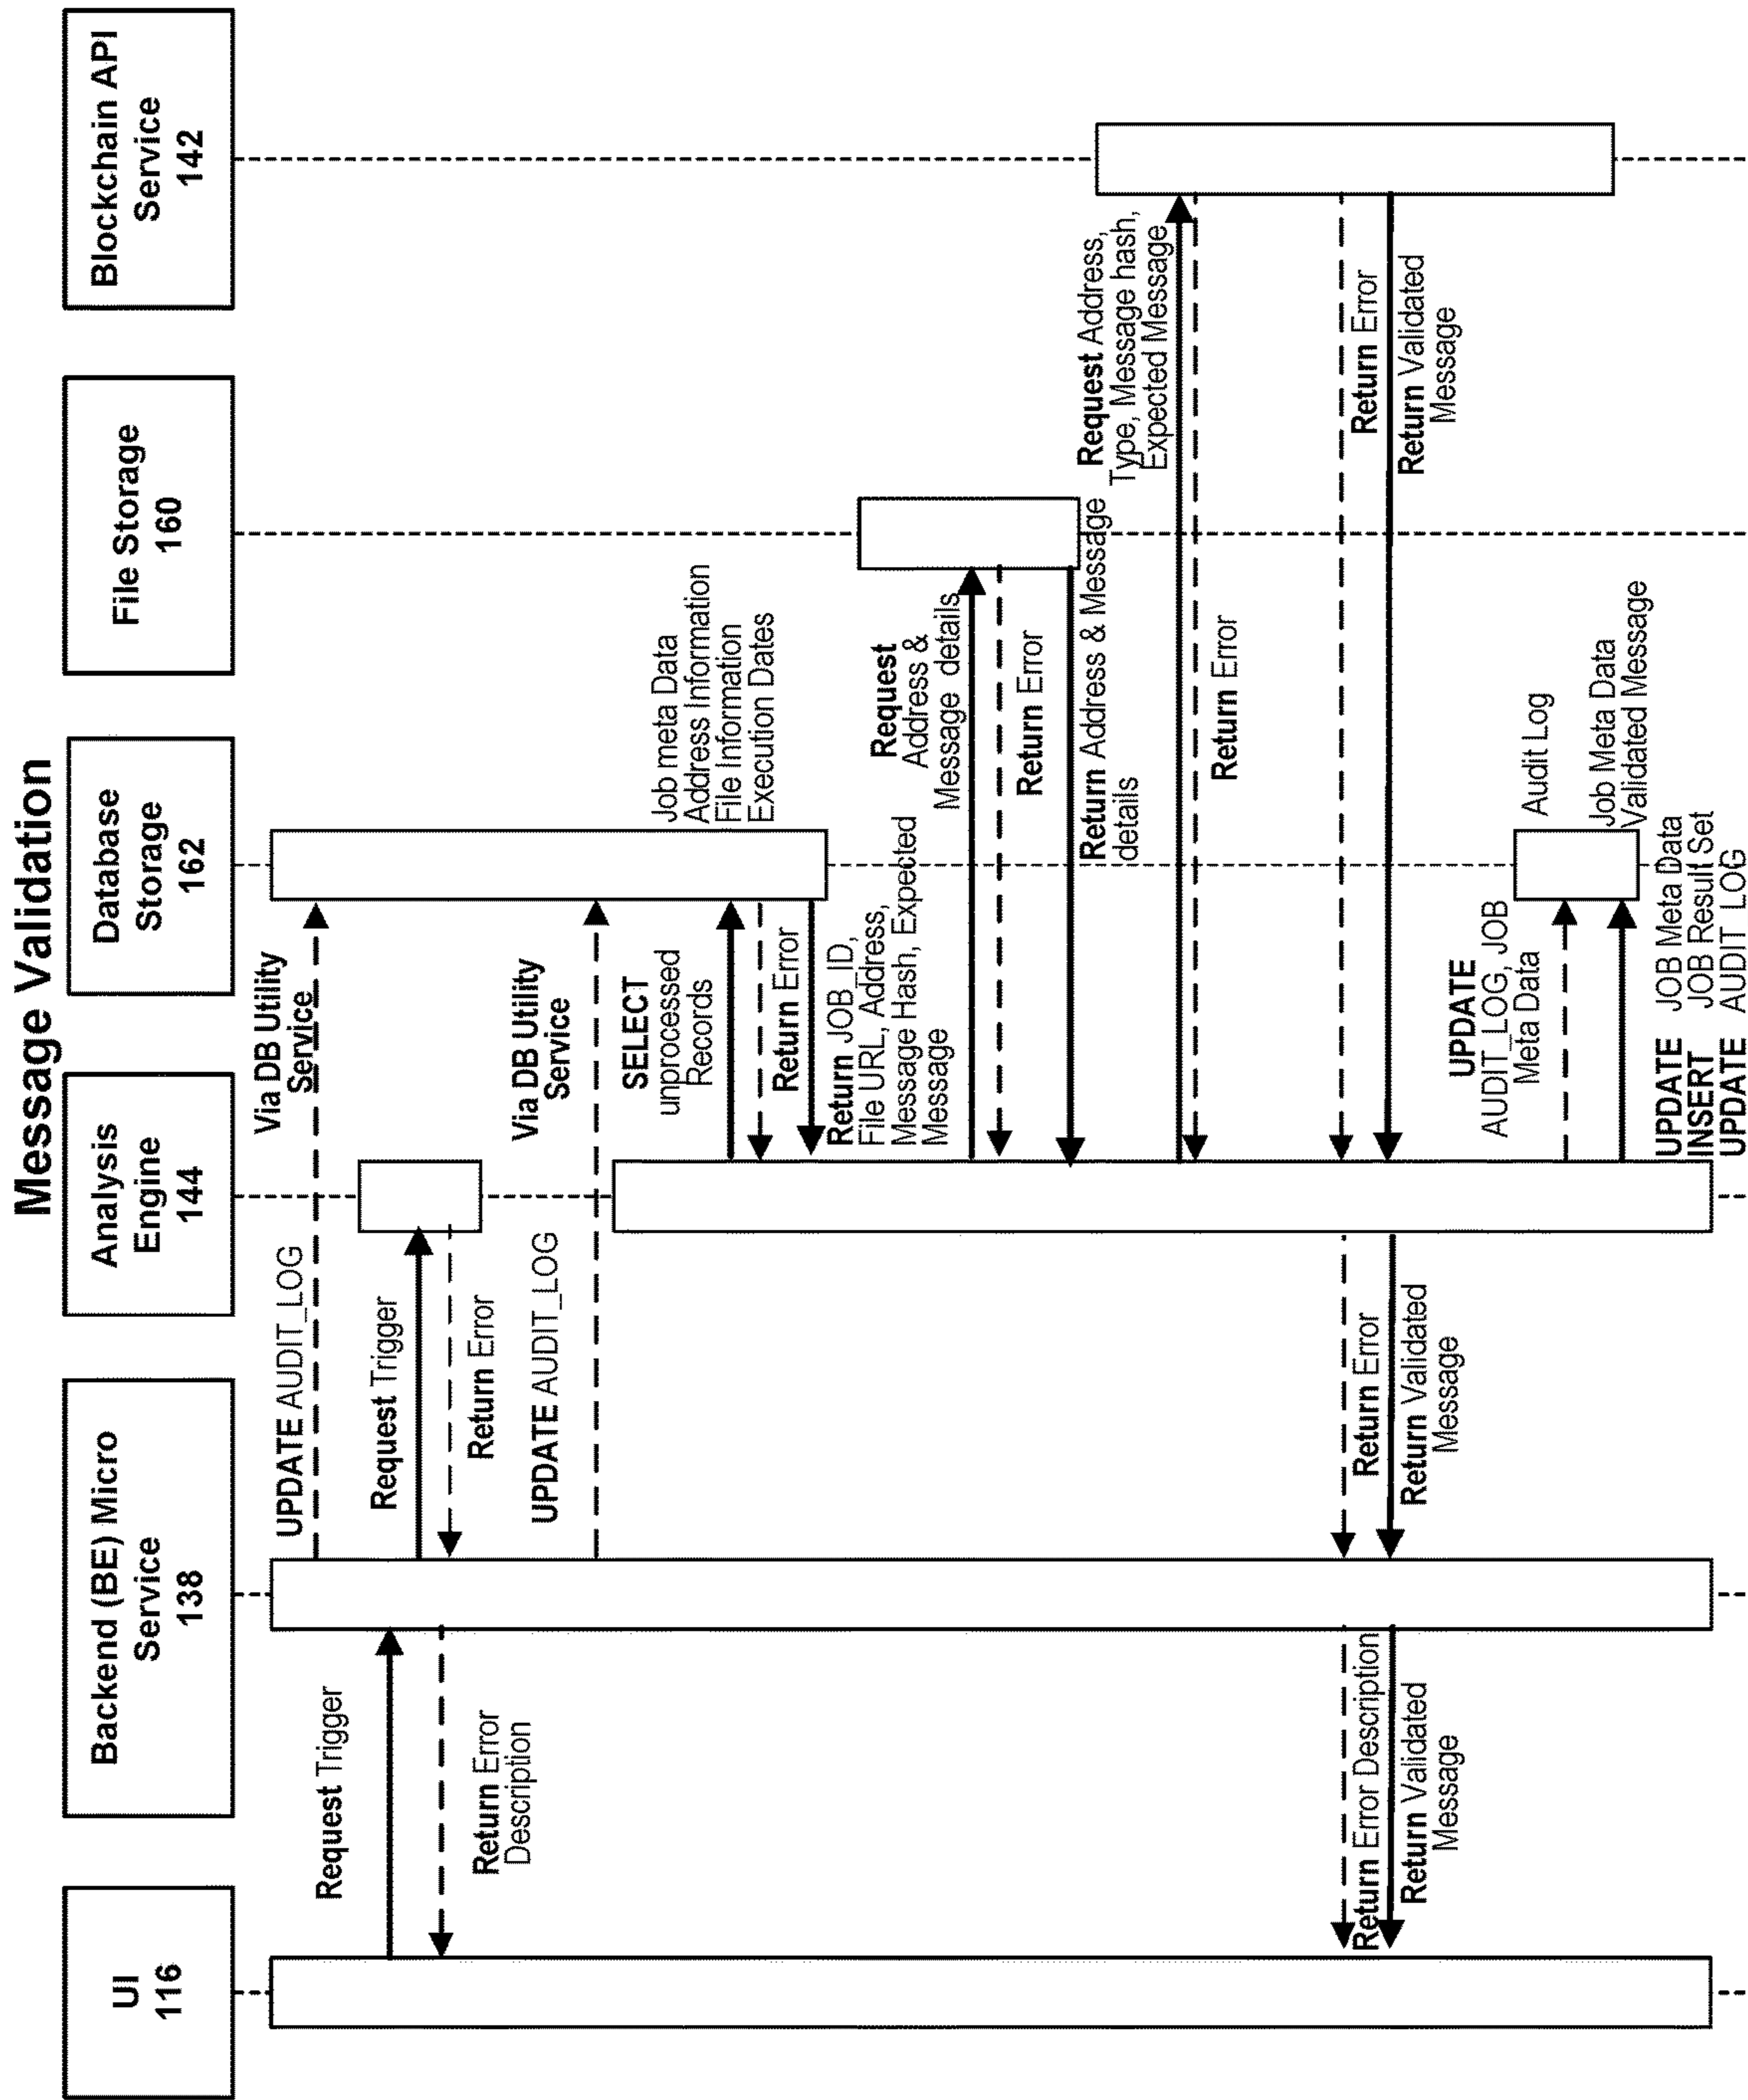 Message Validation
UI
116
Backend (BE) Micro
Service
138
Analysis
Engine
144
Database
Storage
162
File Storage
160
Blockchain API
Service
142
UPDATE AUDIT_LOG
Via DB Utility
Service
Request Trigger
Request Trigger
Return Error
Description
Return Error
UPDATE AUDIT_LOG
Via DB Utility
Service
SELECT
unprocessed
Records
Job meta Data
Address Information
File Information
Execution Dates
Return Error
Return JOB_ID,
File URL, Address,
Message Hash, Expected
Message
Request
Address &
Message details
Return Error
Return Address & Message
details
Request Address,
Type, Message hash,
Expected Message
Return Error
Return Error
Return Validated
Message
Return Error
Return Validated
Message
Return Error Description
Return Validated
Message
UPDATE
AUDIT_LOG, JOB
Meta Data
Audit Log
Job Meta Data
Validated Message
UPDATE JOB Meta Data
INSERT JOB Result Set
UPDATE AUDIT LOG